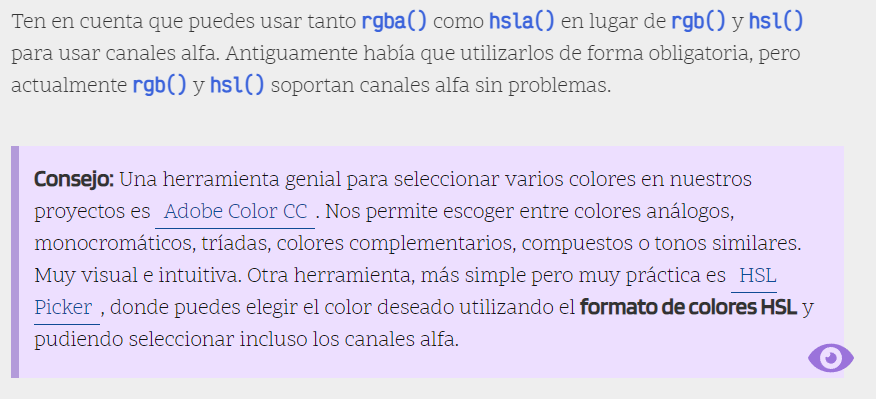 Ten en cuenta que puedes usar tanto rgba() como hsla() en lugar de rgb() y hsl()
para usar canales alfa. Antiguamente había que utilizarlos de forma obligatoria, pero
actualmente rgb() y hsl() soportan canales alfa sin problemas.
Consejo: Una herramienta genial para seleccionar varios colores en nuestros
proyectos es Adobe Color CC . Nos permite escoger entre colores análogos,
monocromáticos, tríadas, colores complementarios, compuestos o tonos similares.
Muy visual e intuitiva. Otra herramienta, más simple pero muy práctica es HSL
Picker , donde puedes elegir el color deseado utilizando el formato de colores HSL y
pudiendo seleccionar incluso los canales alfa.